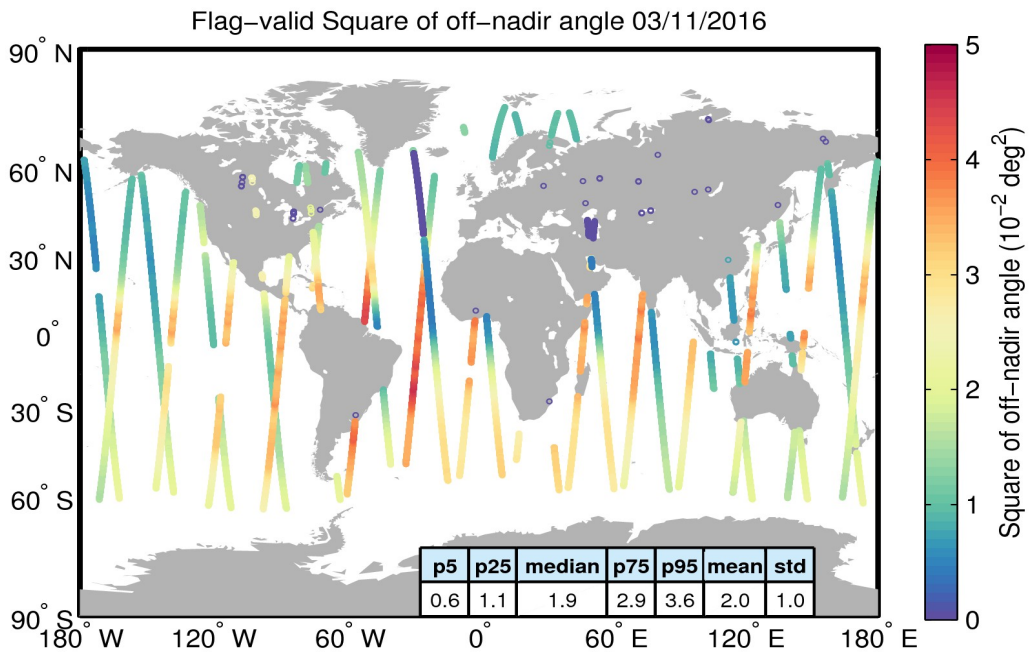 Flag−valid Square of off−nadir angle 03/11/2016
90° N
60° N
30° N
0°
30° S
60° S
90° S
180° W
120° W
60° W
0°
60° E
120° E
180° E
p5 p25 median p75 p95 mean std
0.6 1.1 1.9 2.9 3.6 2.0 1.0
5
4
3
2
1
0
Square of off−nadir angle (10⁻² deg²)